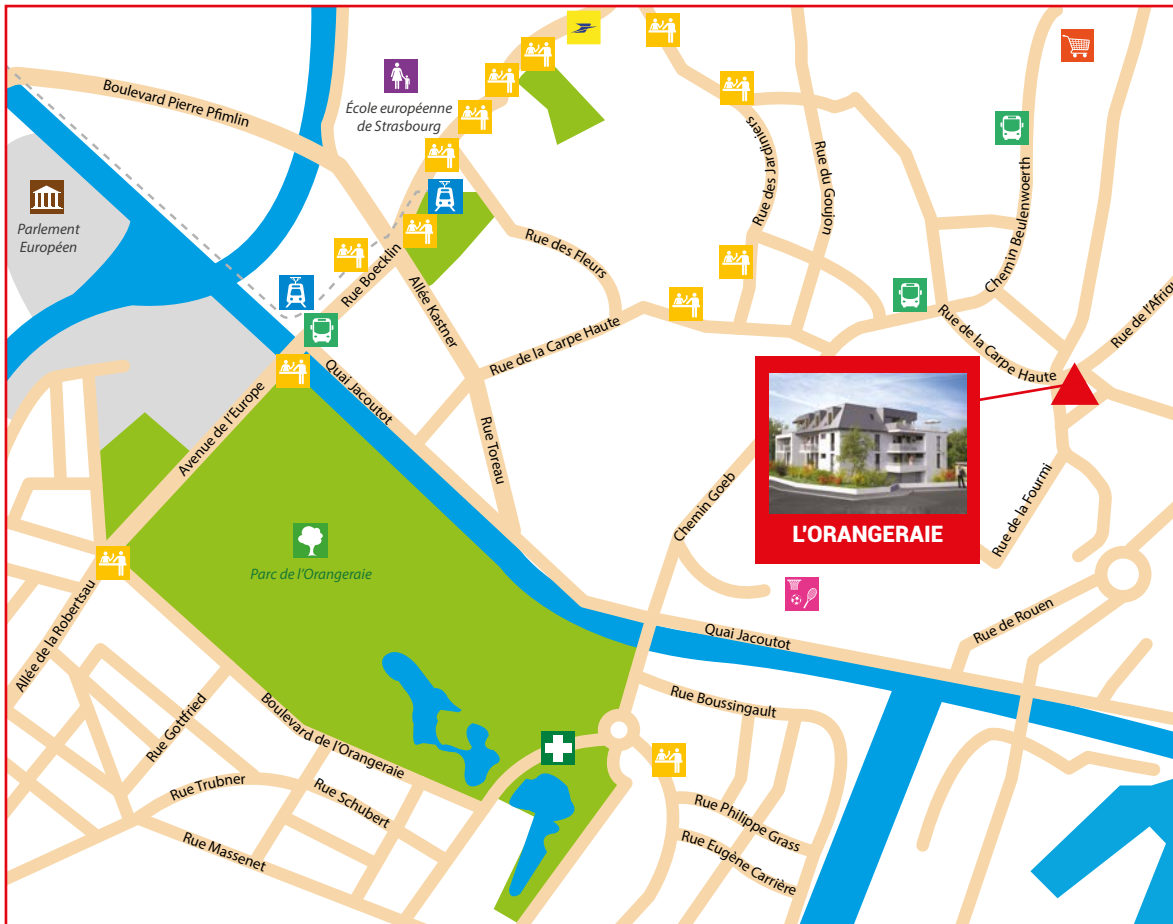 Boulevard Pierre Pfimlin
École européenne
de Strasbourg
Parlement
Européen
Rue Boecklin
Allée Kastner
Rue des Fleurs
Rue des Jardiniers
Rue du Goujon
Chemin Beulenwoerth
Rue de l'Afriqu
Rue de la Carpe Haute
Rue de la Carpe Haute
Quai Jacoutot
Avenue de l'Europe
Rue Toreau
Chemin Goeb
L'ORANGERAIE
Rue de la Fourmi
Parc de l'Orangeraie
Allée de la Robertsau
Quai Jacoutot
Rue de Rouen
Rue Boussingault
Rue Gottfried
Boulevard de l'Orangeraie
Rue Trubner
Rue Schubert
Rue Massenet
Rue Philippe Grass
Rue Eugène Carrière